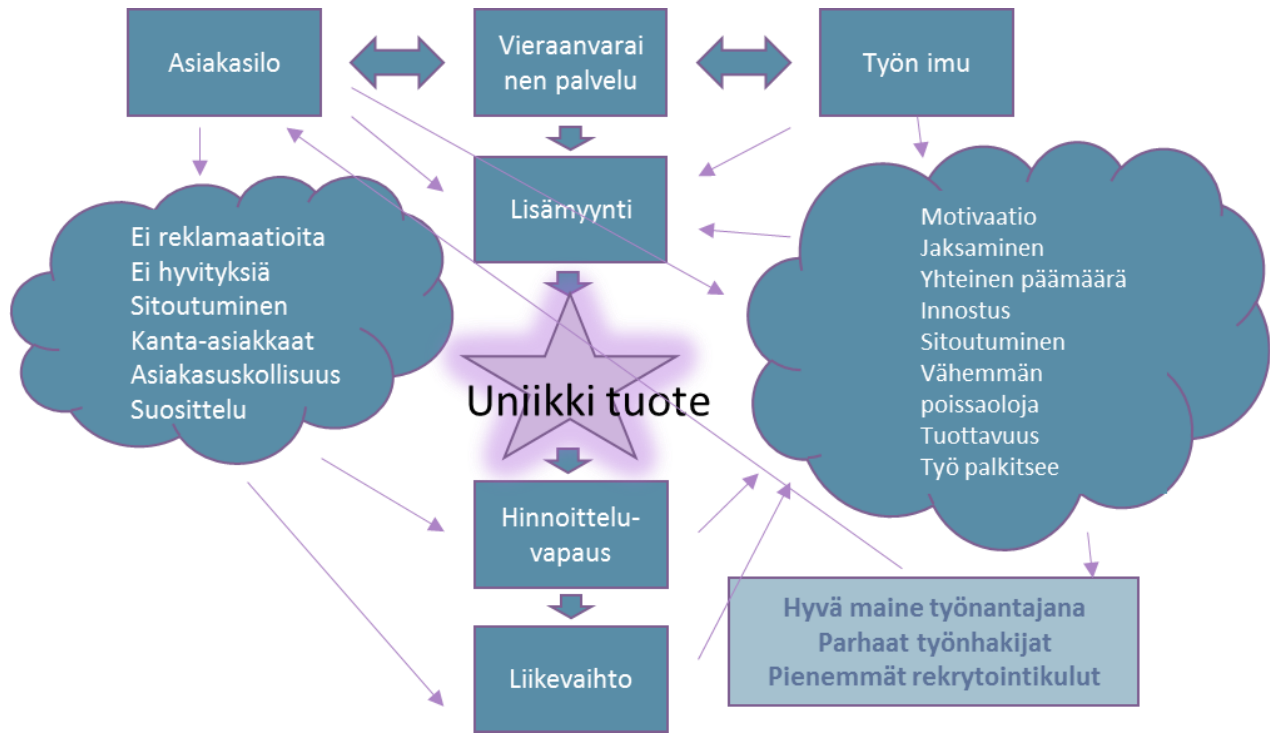 Asiakasilo
Vieraanvarai
nen palvelu
Työn imu
Lisämyynti
Ei reklamaatioita
Ei hyvityksiä
Sitoutuminen
Kanta-asiakkaat
Asiakasuskollisuus
Suosittelu
Motivaatio
Jaksaminen
Yhteinen päämäärä
Innostus
Sitoutuminen
Vähemmän
poissaoloja
Tuottavuus
Työ palkitsee
Uniikki tuote
Hinnoittelu-
vapaus
Liikevaihto
Hyvä maine työnantajana
Parhaat työnhakijat
Pienemmät rekrytointikulut